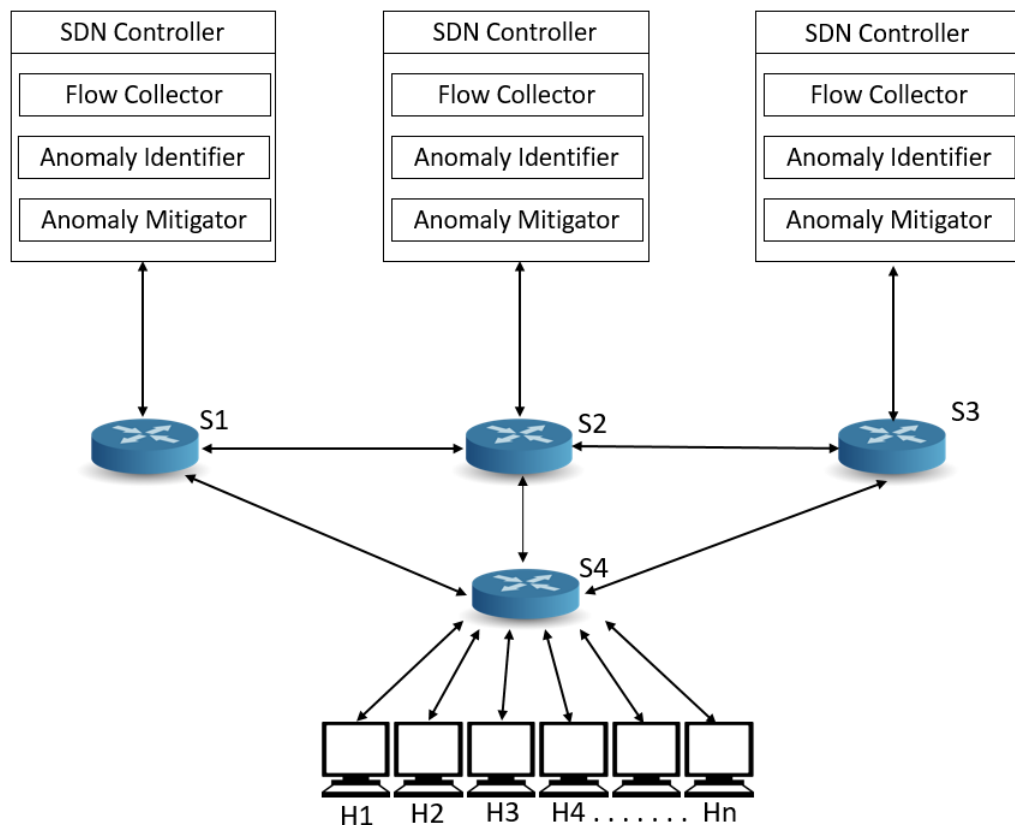 SDN Controller
Flow Collector
Anomaly Identifier
Anomaly Mitigator
SDN Controller
Flow Collector
Anomaly Identifier
Anomaly Mitigator
SDN Controller
Flow Collector
Anomaly Identifier
Anomaly Mitigator
S1
S2
S3
S4
H1 H2 H3 H4 . . . . . . . Hn